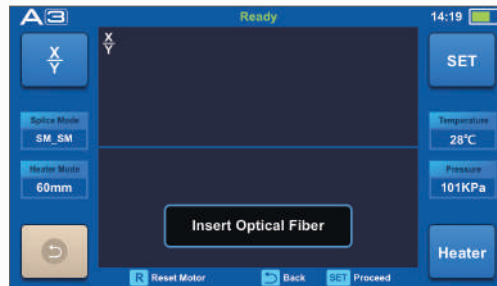 A3
Ready
14:19
X
Y
X
Y
SET
Splice Mode
SM_SM
Temperature
28°C
Heater Mode
60mm
Pressure
101KPa
Insert Optical Fiber
Heater
R Reset Motor
Back
SET Proceed